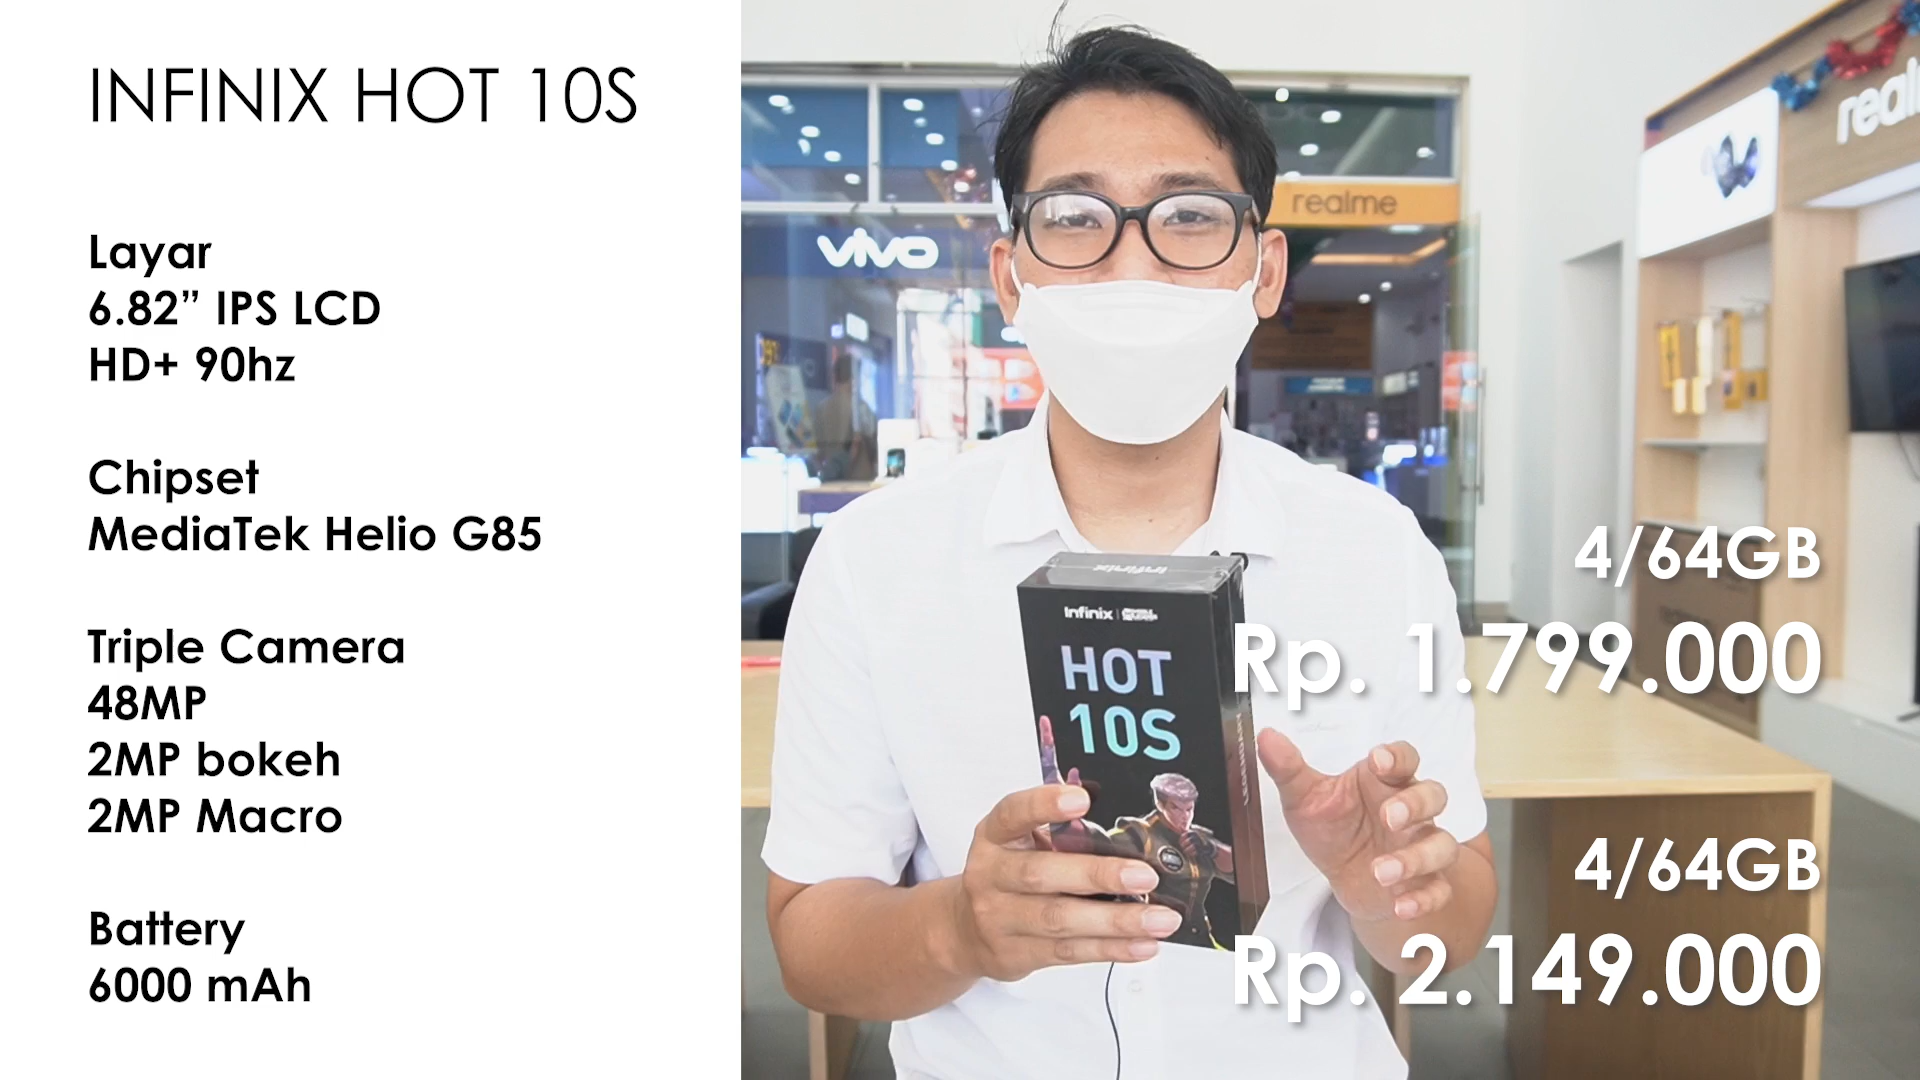 INFINIX HOT 10S
Layar
6.82” IPS LCD
HD+ 90hz
Chipset
MediaTek Helio G85
Triple Camera
48MP
2MP bokeh
2MP Macro
Battery
6000 mAh
vivo
realme
real
infinix
Infinix
HOT
10S
4/64GB
Rp. 1.799.000
4/64GB
Rp. 2.149.000